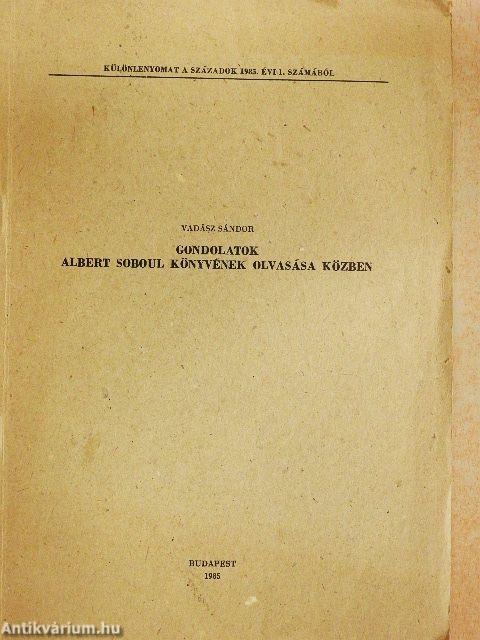 KÜLÖNLENYOMAT A SZÁZADOK 1985. ÉVI 1. SZÁMÁBÓL
VADÁSZ SÁNDOR
GONDOLATOK
ALBERT SOBOUL KÖNYVÉNEK OLVASÁSA KÖZBEN
BUDAPEST
1985
Antikvárium.hu